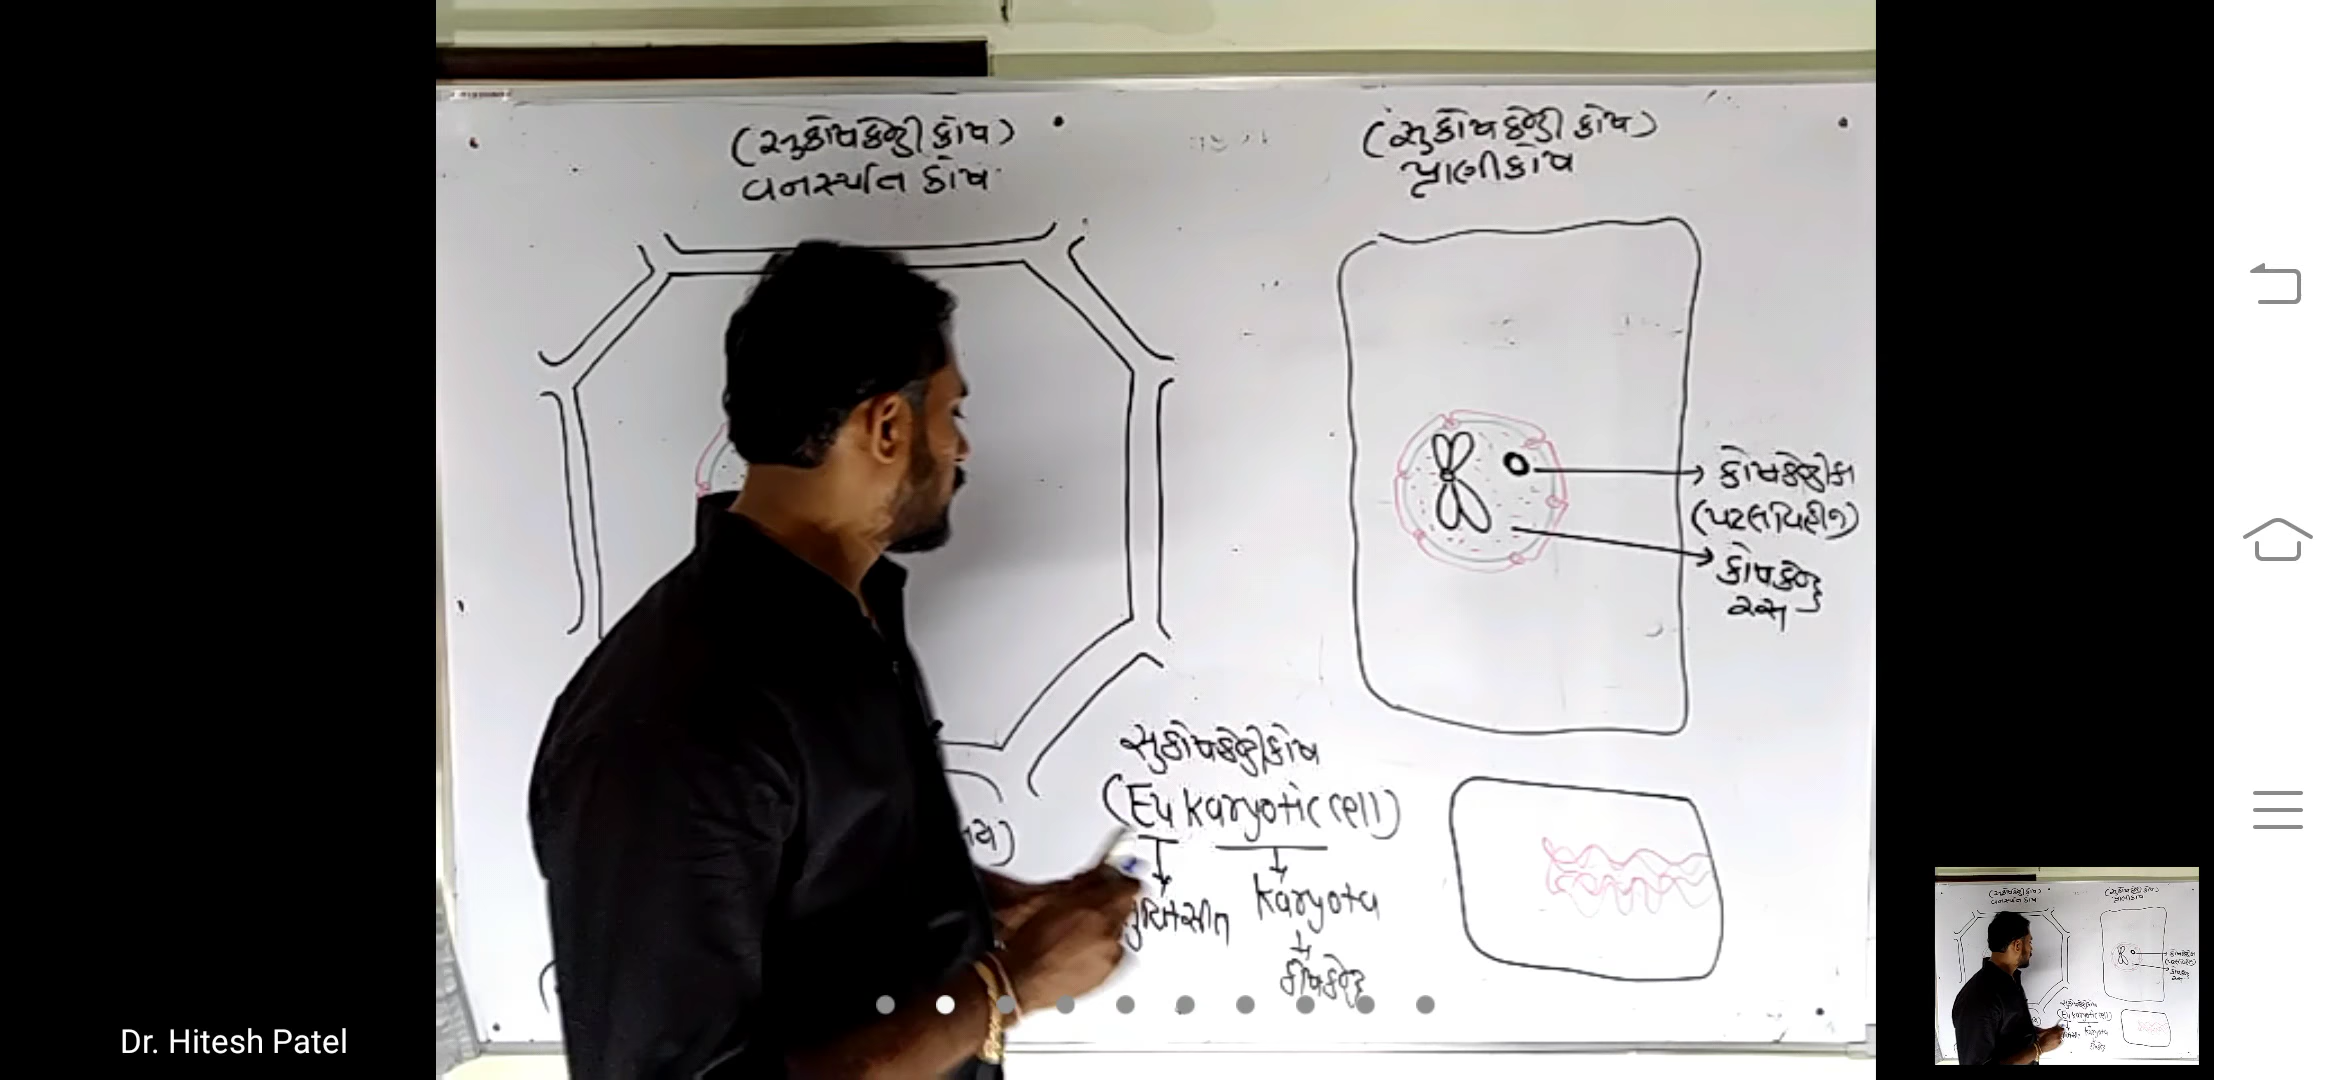 (સુકોષકેન્દ્રી કોષ)
વનસ્પતિ કોષ
(સુકોષકેન્દ્રી કોષ)
પ્રાણીકોષ
કોષકેન્દ્રીકા
(પટલવિહીન)
કોષકેન્દ્ર
રસ
સુકોષકેન્દ્રીકોષ
(Eukaryotic cell)
Karyota
કોષકેન્દ્ર
Dr. Hitesh Patel